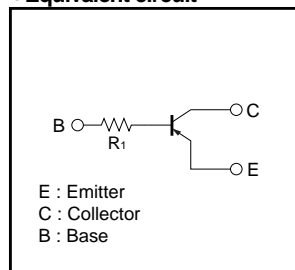 Equivalent circuit
C
B
R1
E
E : Emitter
C : Collector
B : Base